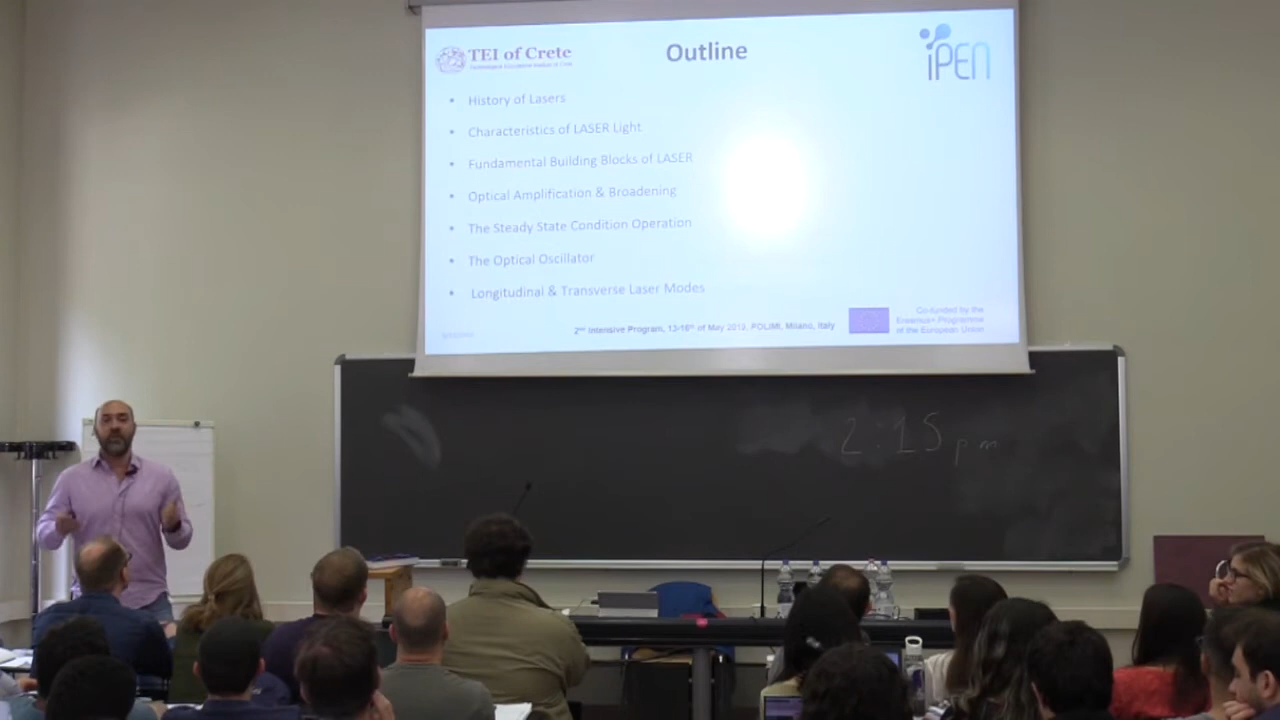 TEI of Crete
Outline
iPEN
• History of Lasers
• Characteristics of LASER Light
• Fundamental Building Blocks of LASER
• Optical Amplification & Broadening
• The Steady State Condition Operation
• The Optical Oscillator
• Longitudinal & Transverse Laser Modes
2nd Intensive Program, 13-16th of May 2019, POLIMI, Milano, Italy
Co-funded by the
Erasmus+ Programme
of the European Union
2:15 pm